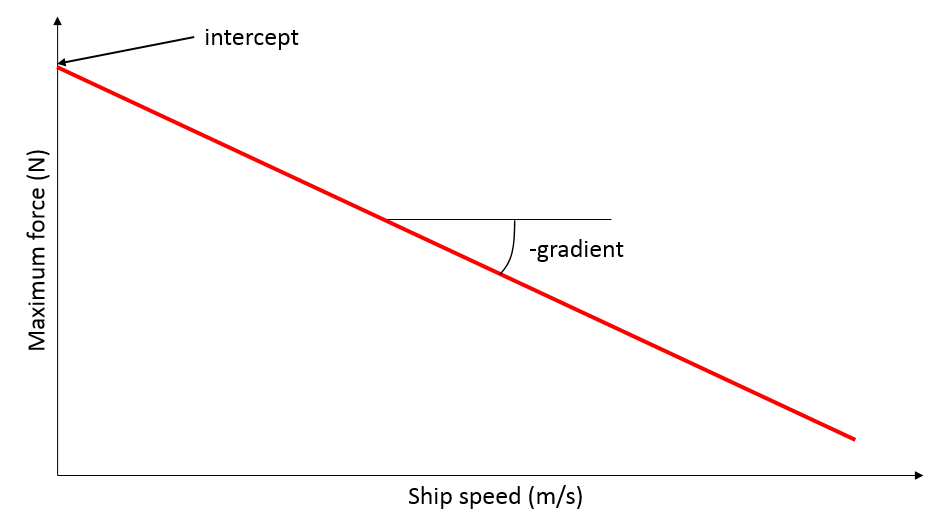 intercept
Maximum force (N)
-gradient
Ship speed (m/s)